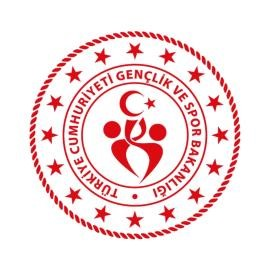 TÜRKİYE CUMHURİYETİ GENÇLİK VE SPOR BAKANLIĞI